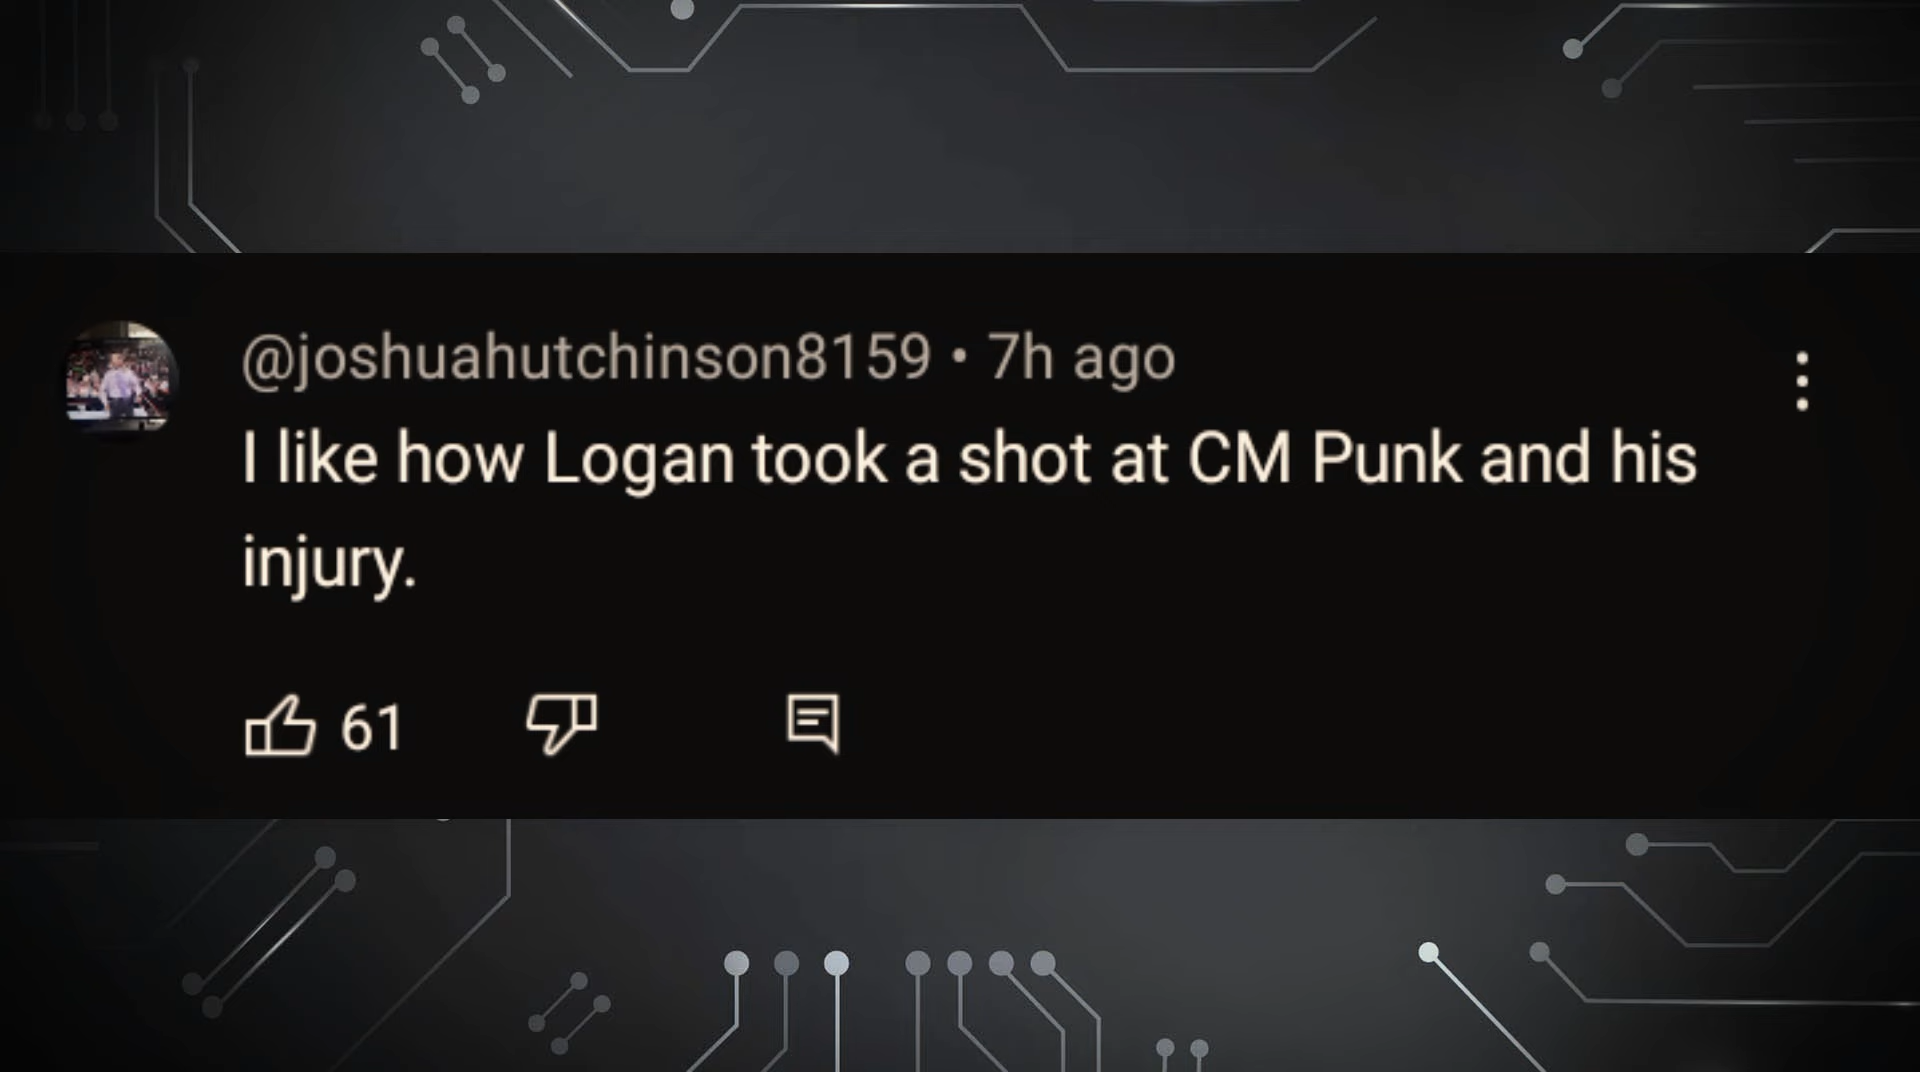 @joshuahutchinson8159 • 7h ago
I like how Logan took a shot at CM Punk and his
injury.
61